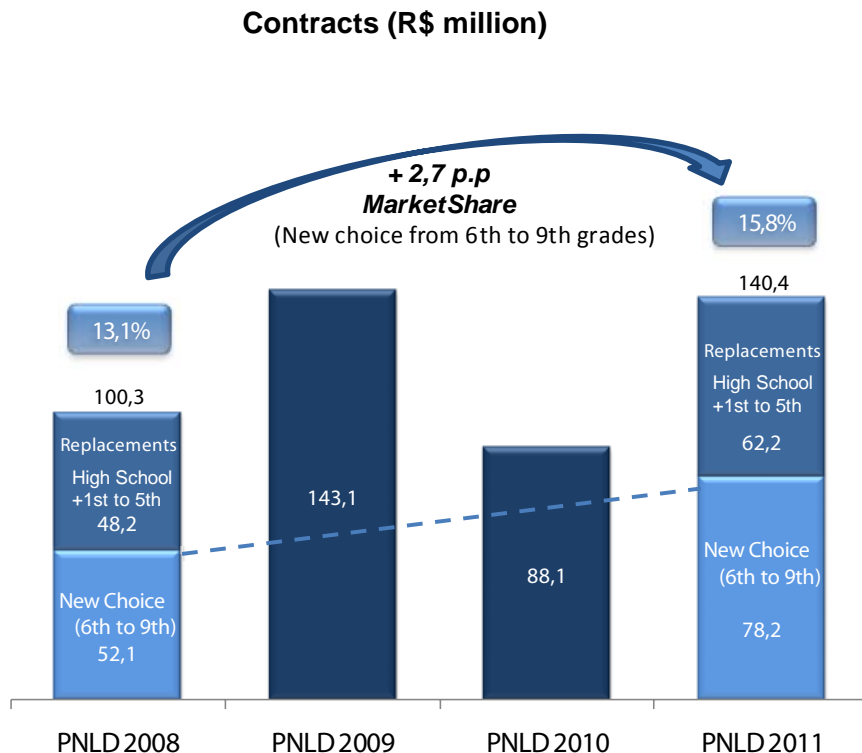 Contracts (R$ million)
+ 2,7 p.p
MarketShare
(New choice from 6th to 9th grades)
13,1%
100,3
Replacements
High School
+1st to 5th
48,2
New Choice
(6th to 9th)
52,1
143,1
88,1
15,8%
140,4
Replacements
High School
+1st to 5th
62,2
New Choice
(6th to 9th)
78,2
PNLD 2008
PNLD 2009
PNLD 2010
PNLD 2011